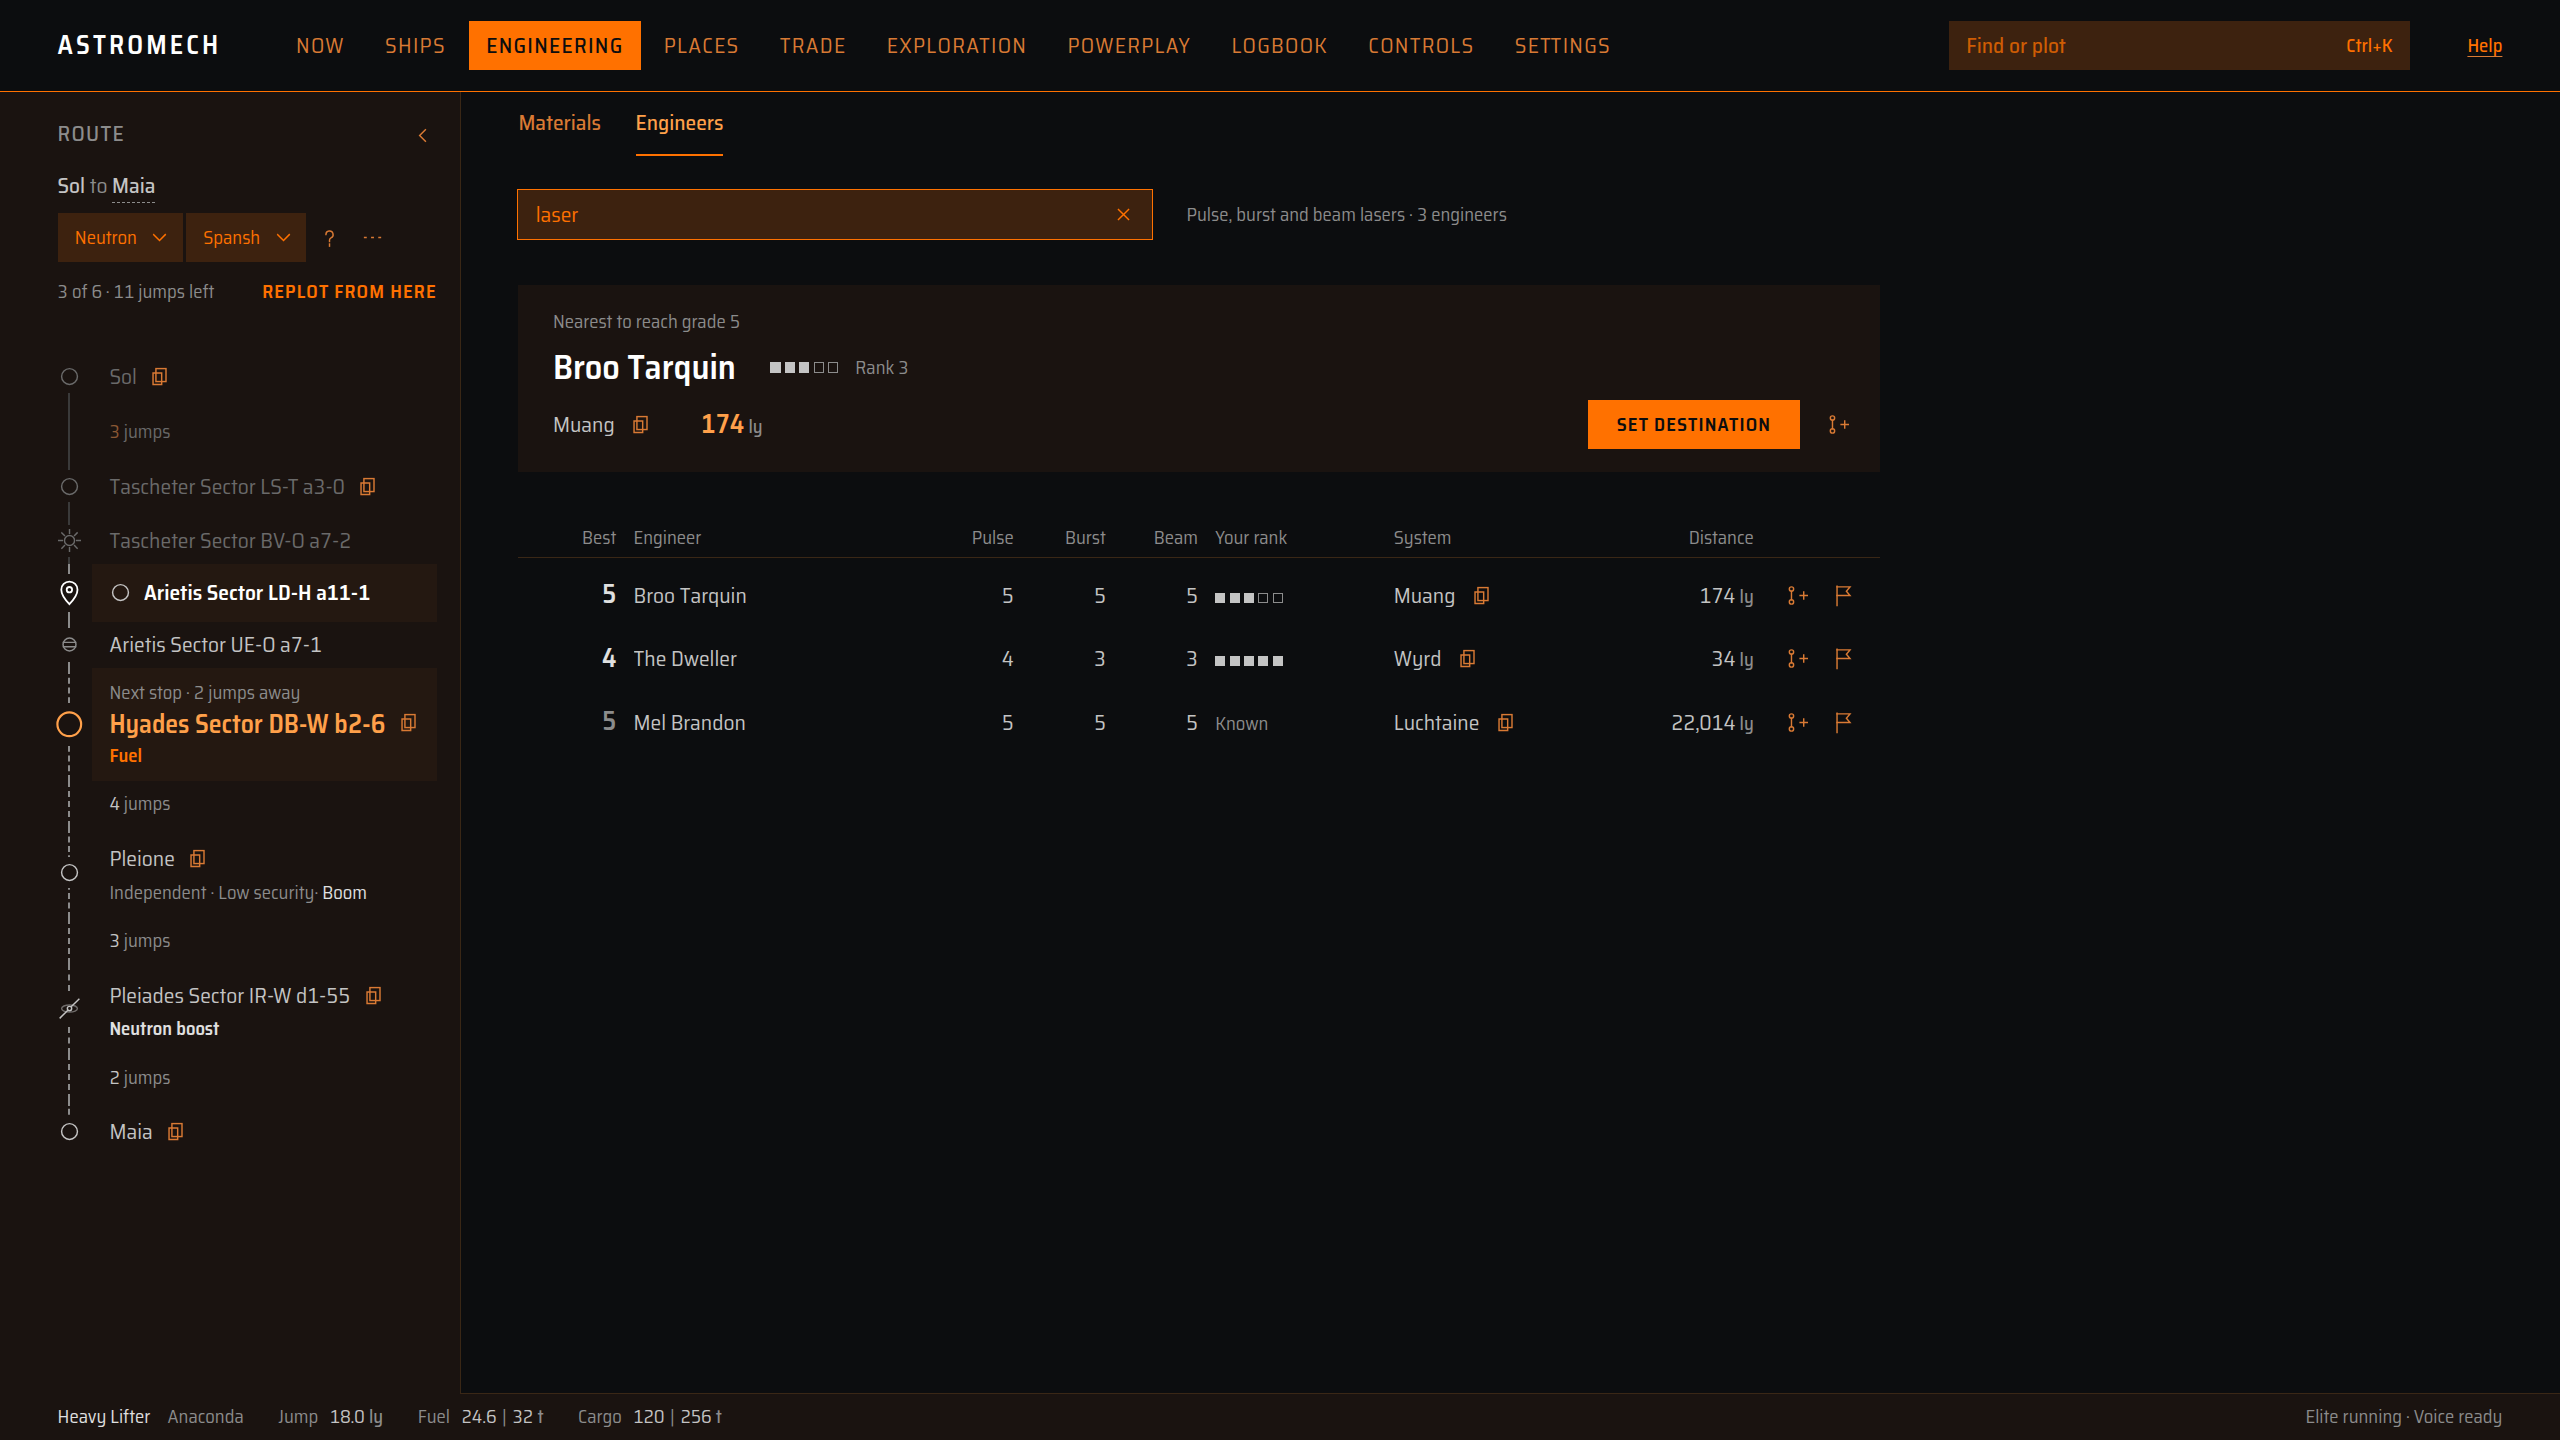 ASTROMECH NOW SHIPS ENGINEERING PLACES TRADE EXPLORATION POWERPLAY LOGBOOK CONTROLS SETTINGS Find or plot Ctrl+K Help
ROUTE
Sol to Maia
Neutron Spansh ? ...
3 of 6 · 11 jumps left REPLOT FROM HERE
Sol
3 jumps
Tascheter Sector LS-T a3-0
Tascheter Sector BV-O a7-2
Arietis Sector LD-H a11-1
Arietis Sector UE-O a7-1
Next stop · 2 jumps away
Hyades Sector DB-W b2-6
Fuel
4 jumps
Pleione
Independent · Low security · Boom
3 jumps
Pleiades Sector IR-W d1-55
Neutron boost
2 jumps
Maia
Materials Engineers
laser
Pulse, burst and beam lasers · 3 engineers
Nearest to reach grade 5
Broo Tarquin Rank 3
Muang 174 ly SET DESTINATION
Best Engineer Pulse Burst Beam Your rank System Distance
5 Broo Tarquin 5 5 5 Muang 174 ly
4 The Dweller 4 3 3 Wyrd 34 ly
5 Mel Brandon 5 5 5 Known Luchtaine 22,014 ly
Heavy Lifter Anaconda Jump 18.0 ly Fuel 24.6 | 32 t Cargo 120 | 256 t Elite running · Voice ready